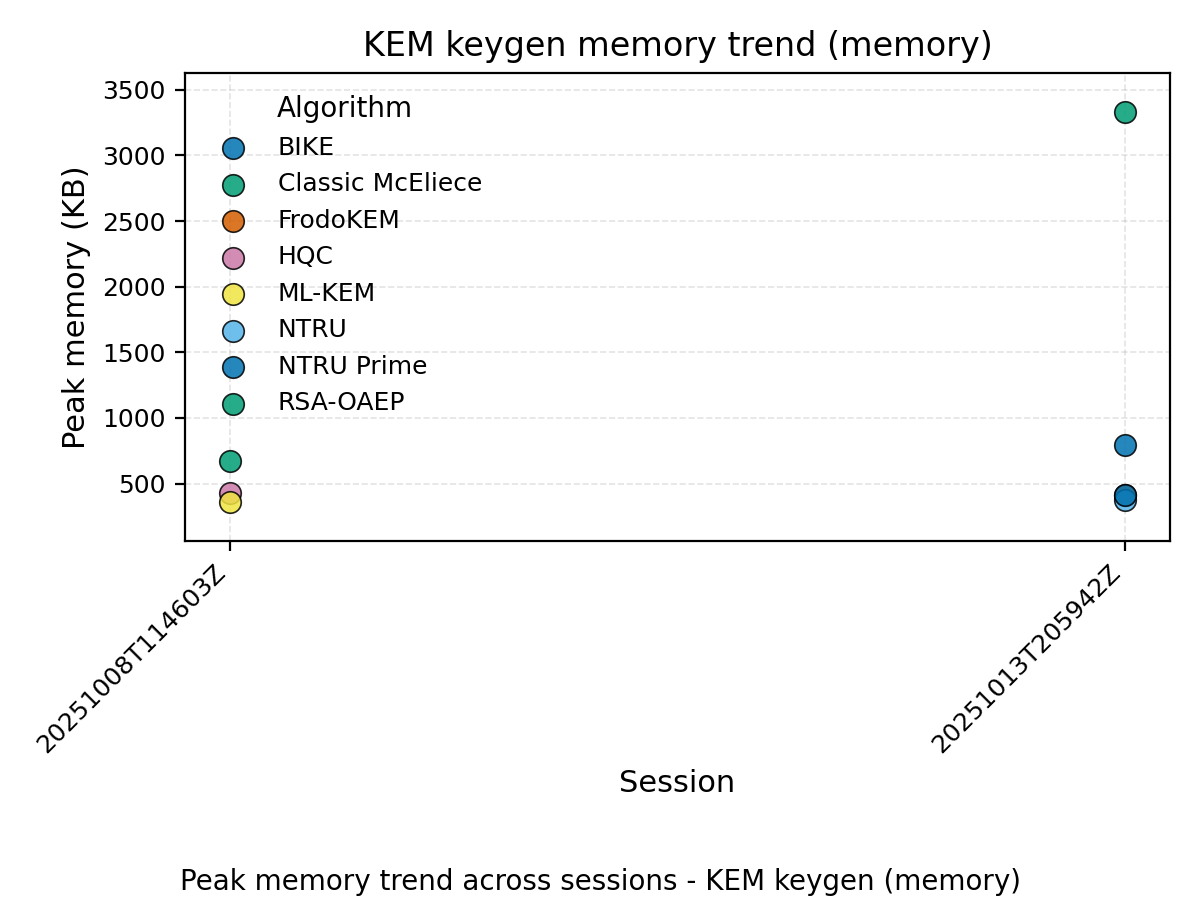 KEM keygen memory trend (memory)
Peak memory (KB)
3500
3000
2500
2000
1500
1000
500
Algorithm
BIKE
Classic McEliece
FrodoKEM
HQC
ML-KEM
NTRU
NTRU Prime
RSA-OAEP
20251008T114603Z
20251013T205942Z
Session
Peak memory trend across sessions - KEM keygen (memory)